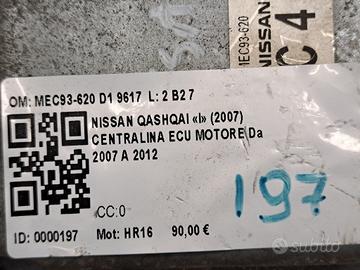 MEC93-620
NISSAN
C 4
OM: MEC93-620 D1 9617 L: 2 B2 7
NISSAN QASHQAI «I» (2007)
CENTRALINA ECU MOTORE Da
2007 A 2012
197
CC:0
ID: 0000197 Mot: HR16 90,00 €
subito